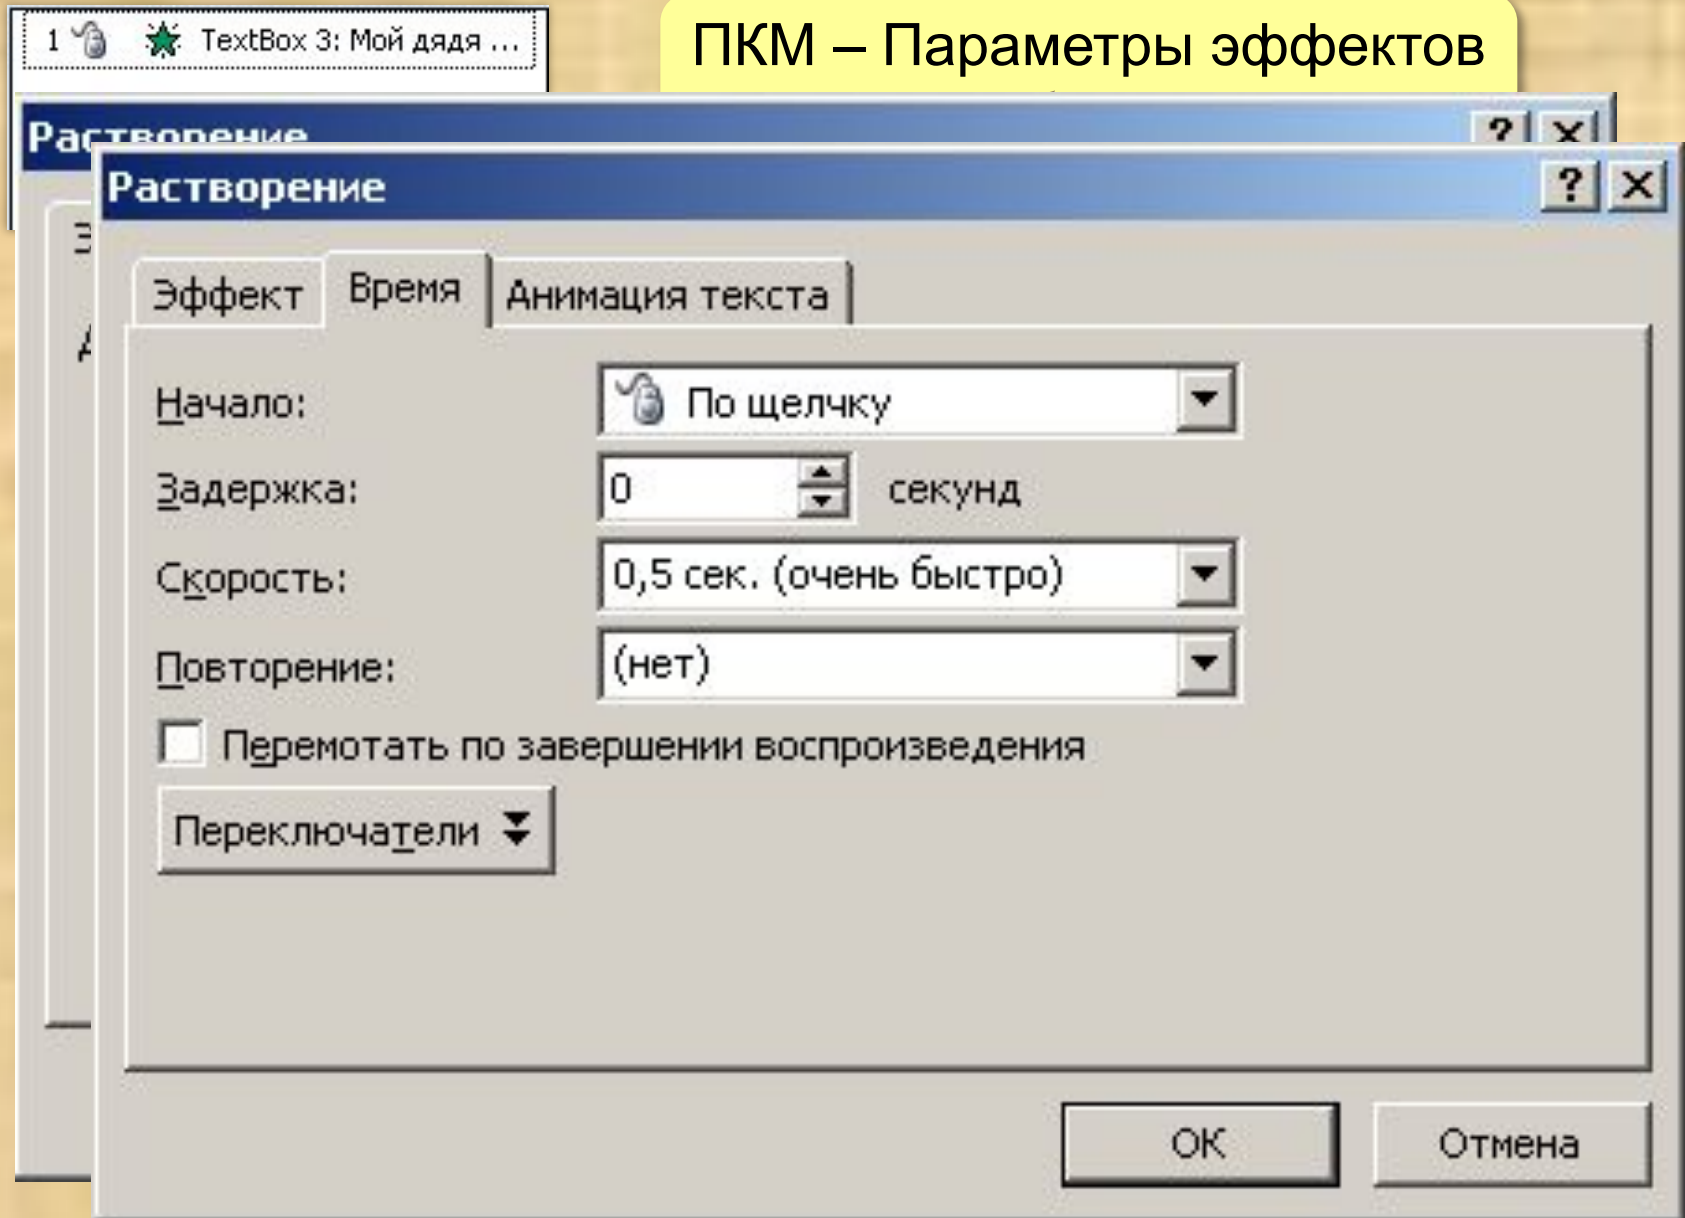 1 TextBox 3: Мой дядя ...
ПКМ – Параметры эффектов
Растворение
Растворение
Эффект Время Анимация текста
Начало: По щелчку
Задержка: 0 секунд
Скорость: 0,5 сек. (очень быстро)
Повторение: (нет)
Перемотать по завершении воспроизведения
Переключатели
ОК Отмена